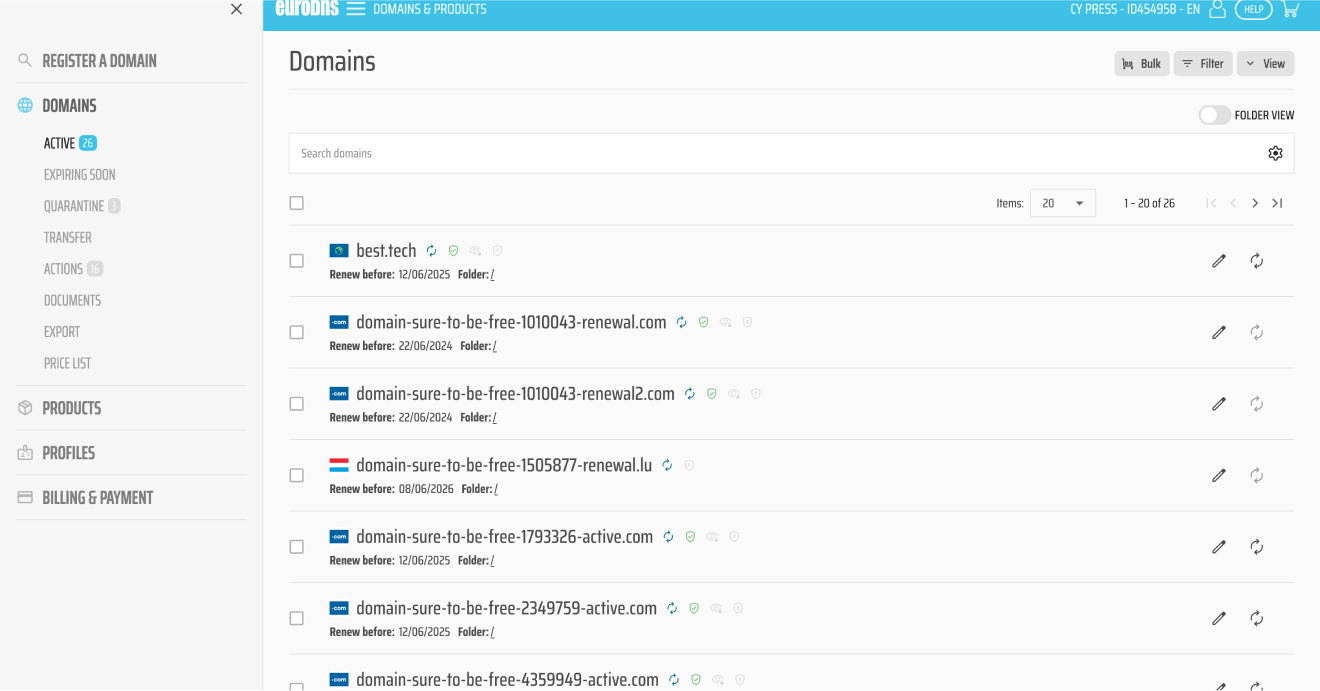 eurodns DOMAINS & PRODUCTS CY PRESS - ID454958 - EN HELP
REGISTER A DOMAIN
DOMAINS
ACTIVE 26
EXPIRING SOON
QUARANTINE 3
TRANSFER
ACTIONS 16
DOCUMENTS
EXPORT
PRICE LIST
PRODUCTS
PROFILES
BILLING & PAYMENT
Domains
Bulk Filter View
FOLDER VIEW
Search domains
Items: 20 1 – 20 of 26
best.tech
Renew before: 12/06/2025 Folder: /
.com domain-sure-to-be-free-1010043-renewal.com
Renew before: 22/06/2024 Folder: /
.com domain-sure-to-be-free-1010043-renewal2.com
Renew before: 22/06/2024 Folder: /
domain-sure-to-be-free-1505877-renewal.lu
Renew before: 08/06/2026 Folder: /
.com domain-sure-to-be-free-1793326-active.com
Renew before: 12/06/2025 Folder: /
.com domain-sure-to-be-free-2349759-active.com
Renew before: 12/06/2025 Folder: /
.com domain-sure-to-be-free-4359949-active.com